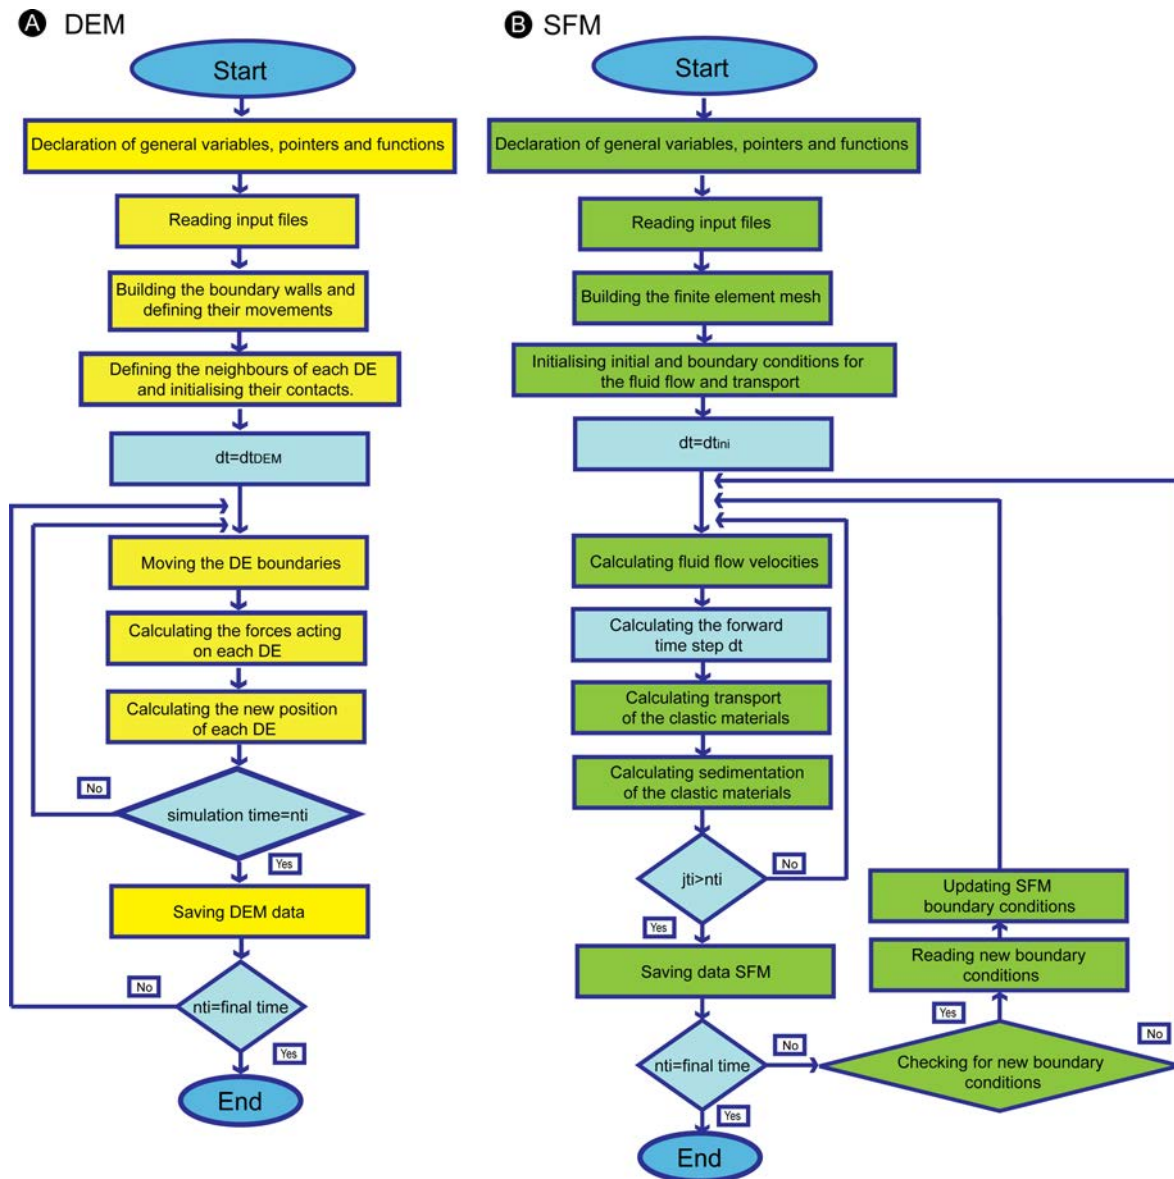 A DEM
Start
Declaration of general variables, pointers and functions
Reading input files
Building the boundary walls and
defining their movements
Defining the neighbours of each DE
and initialising their contacts.
dt=dtDEM
Moving the DE boundaries
Calculating the forces acting
on each DE
Calculating the new position
of each DE
No
simulation time=nti
Yes
Saving DEM data
No
nti=final time
Yes
End
B SFM
Start
Declaration of general variables, pointers and functions
Reading input files
Building the finite element mesh
Initialising initial and boundary conditions for
the fluid flow and transport
dt=dtini
Calculating fluid flow velocities
Calculating the forward
time step dt
Calculating transport
of the clastic materials
Calculating sedimentation
of the clastic materials
No
jti>nti
Yes
Saving data SFM
nti=final time
No
Yes
End
Updating SFM
boundary conditions
Reading new boundary
conditions
Yes
No
Checking for new boundary
conditions